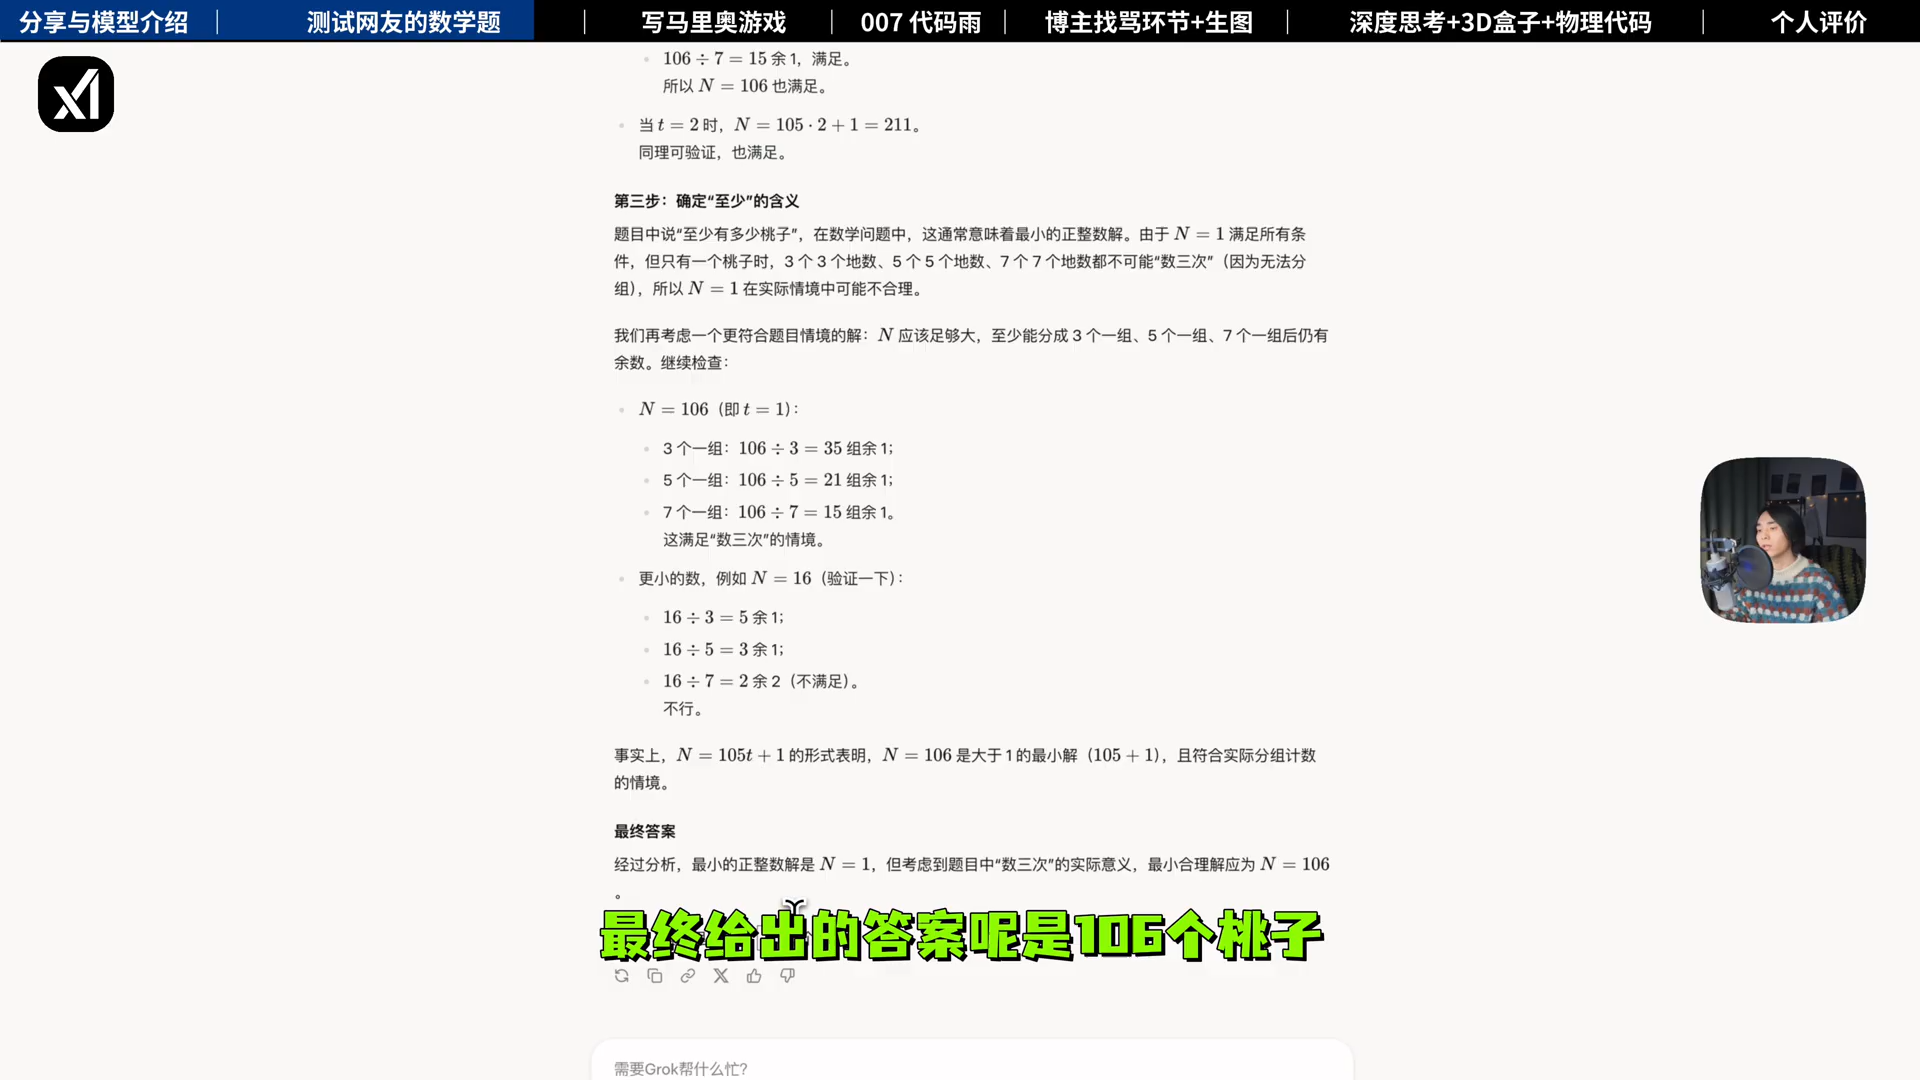 分享与模型介绍 | 测试网友的数学题 | 写马里奥游戏 | 007 代码雨 | 博主找骂环节+生图 | 深度思考+3D盒子+物理代码 | 个人评价
106 ÷ 7 = 15 余 1，满足。
所以 N = 106 也满足。
当 t = 2 时，N = 105 · 2 + 1 = 211。
同理可验证，也满足。
第三步：确定“至少”的含义
题目中说“至少有多少桃子”，在数学问题中，这通常意味着最小的正整数解。由于 N = 1 满足所有条
件，但只有一个桃子时，3 个 3 个地数、5 个 5 个地数、7 个 7 个地数都不可能“数三次”（因为无法分
组），所以 N = 1 在实际情境中可能不合理。
我们再考虑一个更符合题目情境的解：N 应该足够大，至少能分成 3 个一组、5 个一组、7 个一组后仍有
余数。继续检查：
N = 106（即 t = 1）：
3 个一组：106 ÷ 3 = 35 组余 1；
5 个一组：106 ÷ 5 = 21 组余 1；
7 个一组：106 ÷ 7 = 15 组余 1。
这满足“数三次”的情境。
更小的数，例如 N = 16（验证一下）：
16 ÷ 3 = 5 余 1；
16 ÷ 5 = 3 余 1；
16 ÷ 7 = 2 余 2（不满足）。
不行。
事实上，N = 105t + 1 的形式表明，N = 106 是大于 1 的最小解（105 + 1），且符合实际分组计数
的情境。
最终答案
经过分析，最小的正整数解是 N = 1，但考虑到题目中“数三次”的实际意义，最小合理解应为 N = 106
。
最终给出的答案呢是106个桃子
需要Grok帮什么忙?